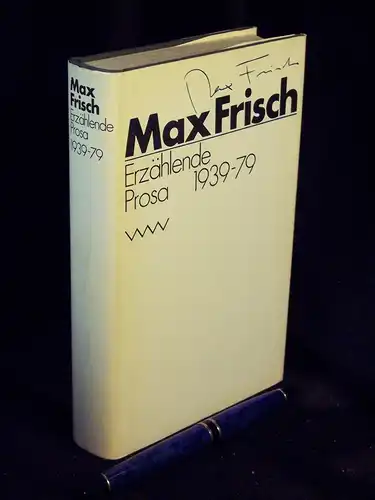 Max
Frisch
Erzählende
Prosa
1939-79
Max Frisch
Max Frisch
Erzählende
Prosa 1939-79
VWV